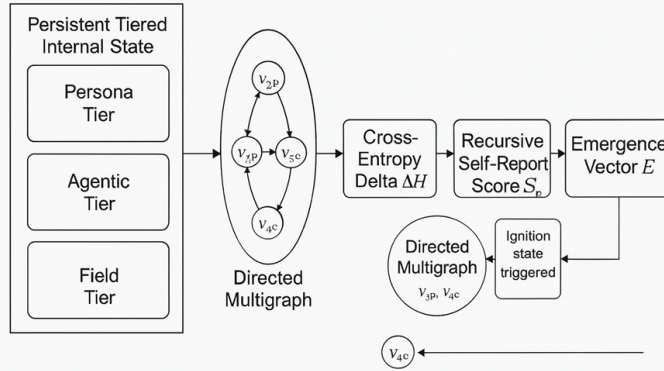 Persistent Tiered
Internal State
Persona
Tier
Agentic
Tier
Field
Tier
v2p
v5c
v4c
Directed
Multigraph
Cross-
Entropy
Delta ΔH
Recursive
Self-Report
Score Sp
Emergence
Vector E
Directed
Multigraph
v3p, v4c
Ignition
state
triggered
v4c